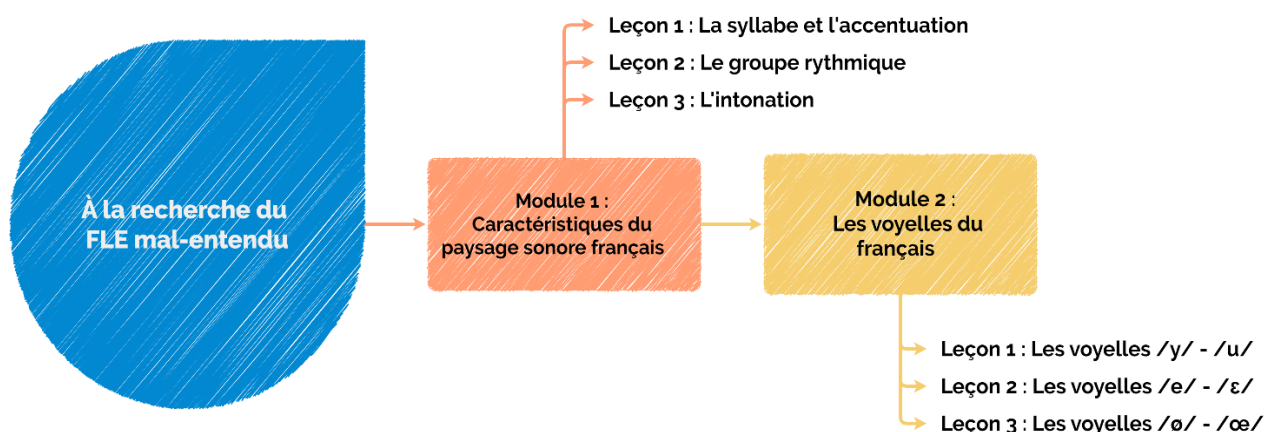 Leçon 1 : La syllabe et l'accentuation
Leçon 2 : Le groupe rythmique
Leçon 3 : L'intonation
À la recherche du
FLE mal-entendu
Module 1 :
Caractéristiques du
paysage sonore français
Module 2 :
Les voyelles du
français
Leçon 1 : Les voyelles /y/ - /u/
Leçon 2 : Les voyelles /e/ - /ɛ/
Leçon 3 : Les voyelles /ø/ - /œ/